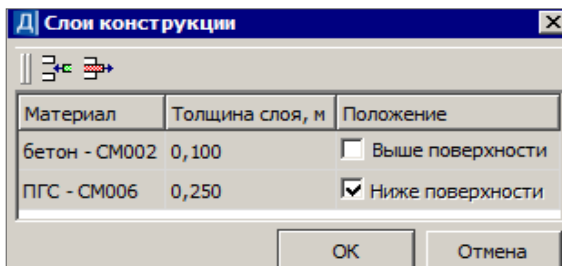 Д Слои конструкции
Материал Толщина слоя, м Положение
бетон - СМ002 0,100 Выше поверхности
ПГС - СМ006 0,250 Ниже поверхности
ОК Отмена